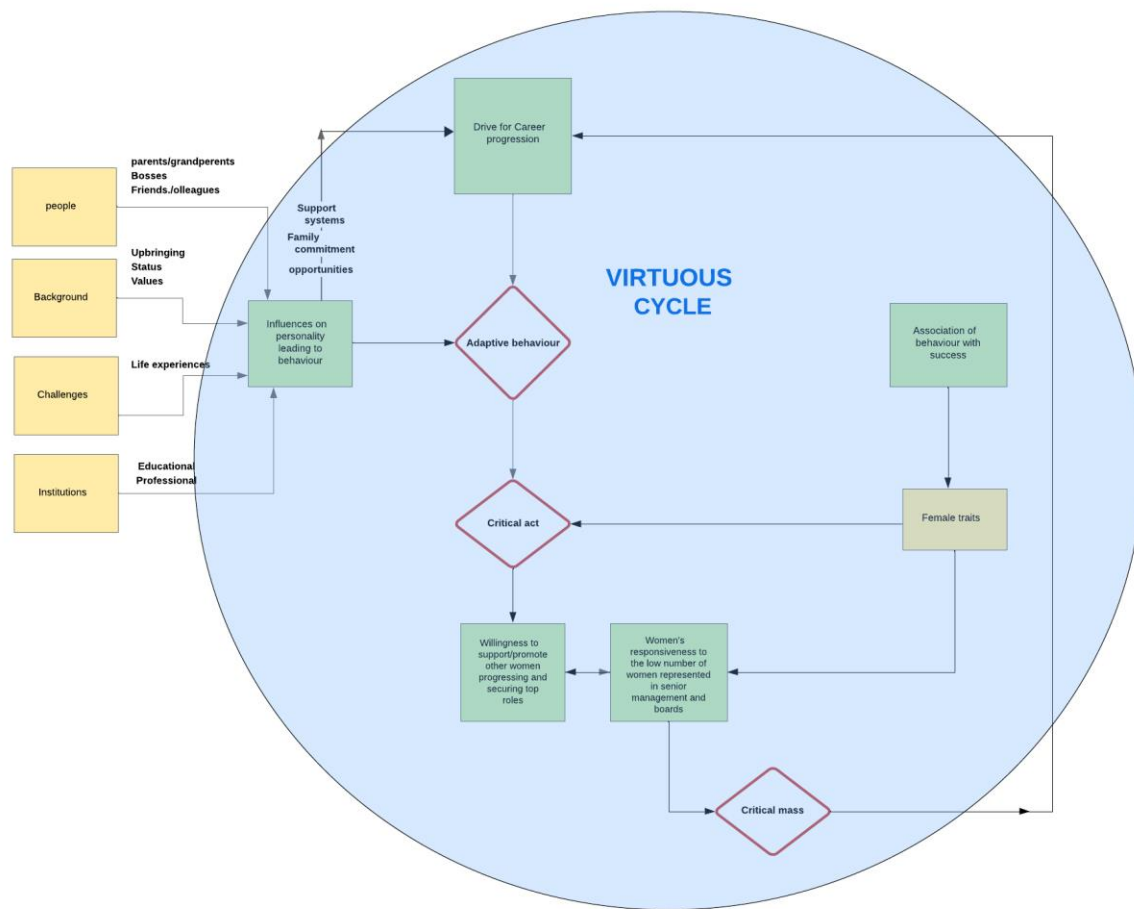 Drive for Career
progression
parents/grandperents
Bosses
Friends./olleagues
people
Support
systems
Family
commitment
opportunities
Upbringing
Status
Values
Background
VIRTUOUS
CYCLE
Influences on
personality
leading to
behaviour
Adaptive behaviour
Association of
behaviour with
success
Life experiences
Challenges
Educational
Professional
Institutions
Critical act
Female traits
Willingness to
support/promote
other women
progressing and
securing top
roles
Women's
responsiveness to
the low number of
women represented
in senior
management and
boards
Critical mass